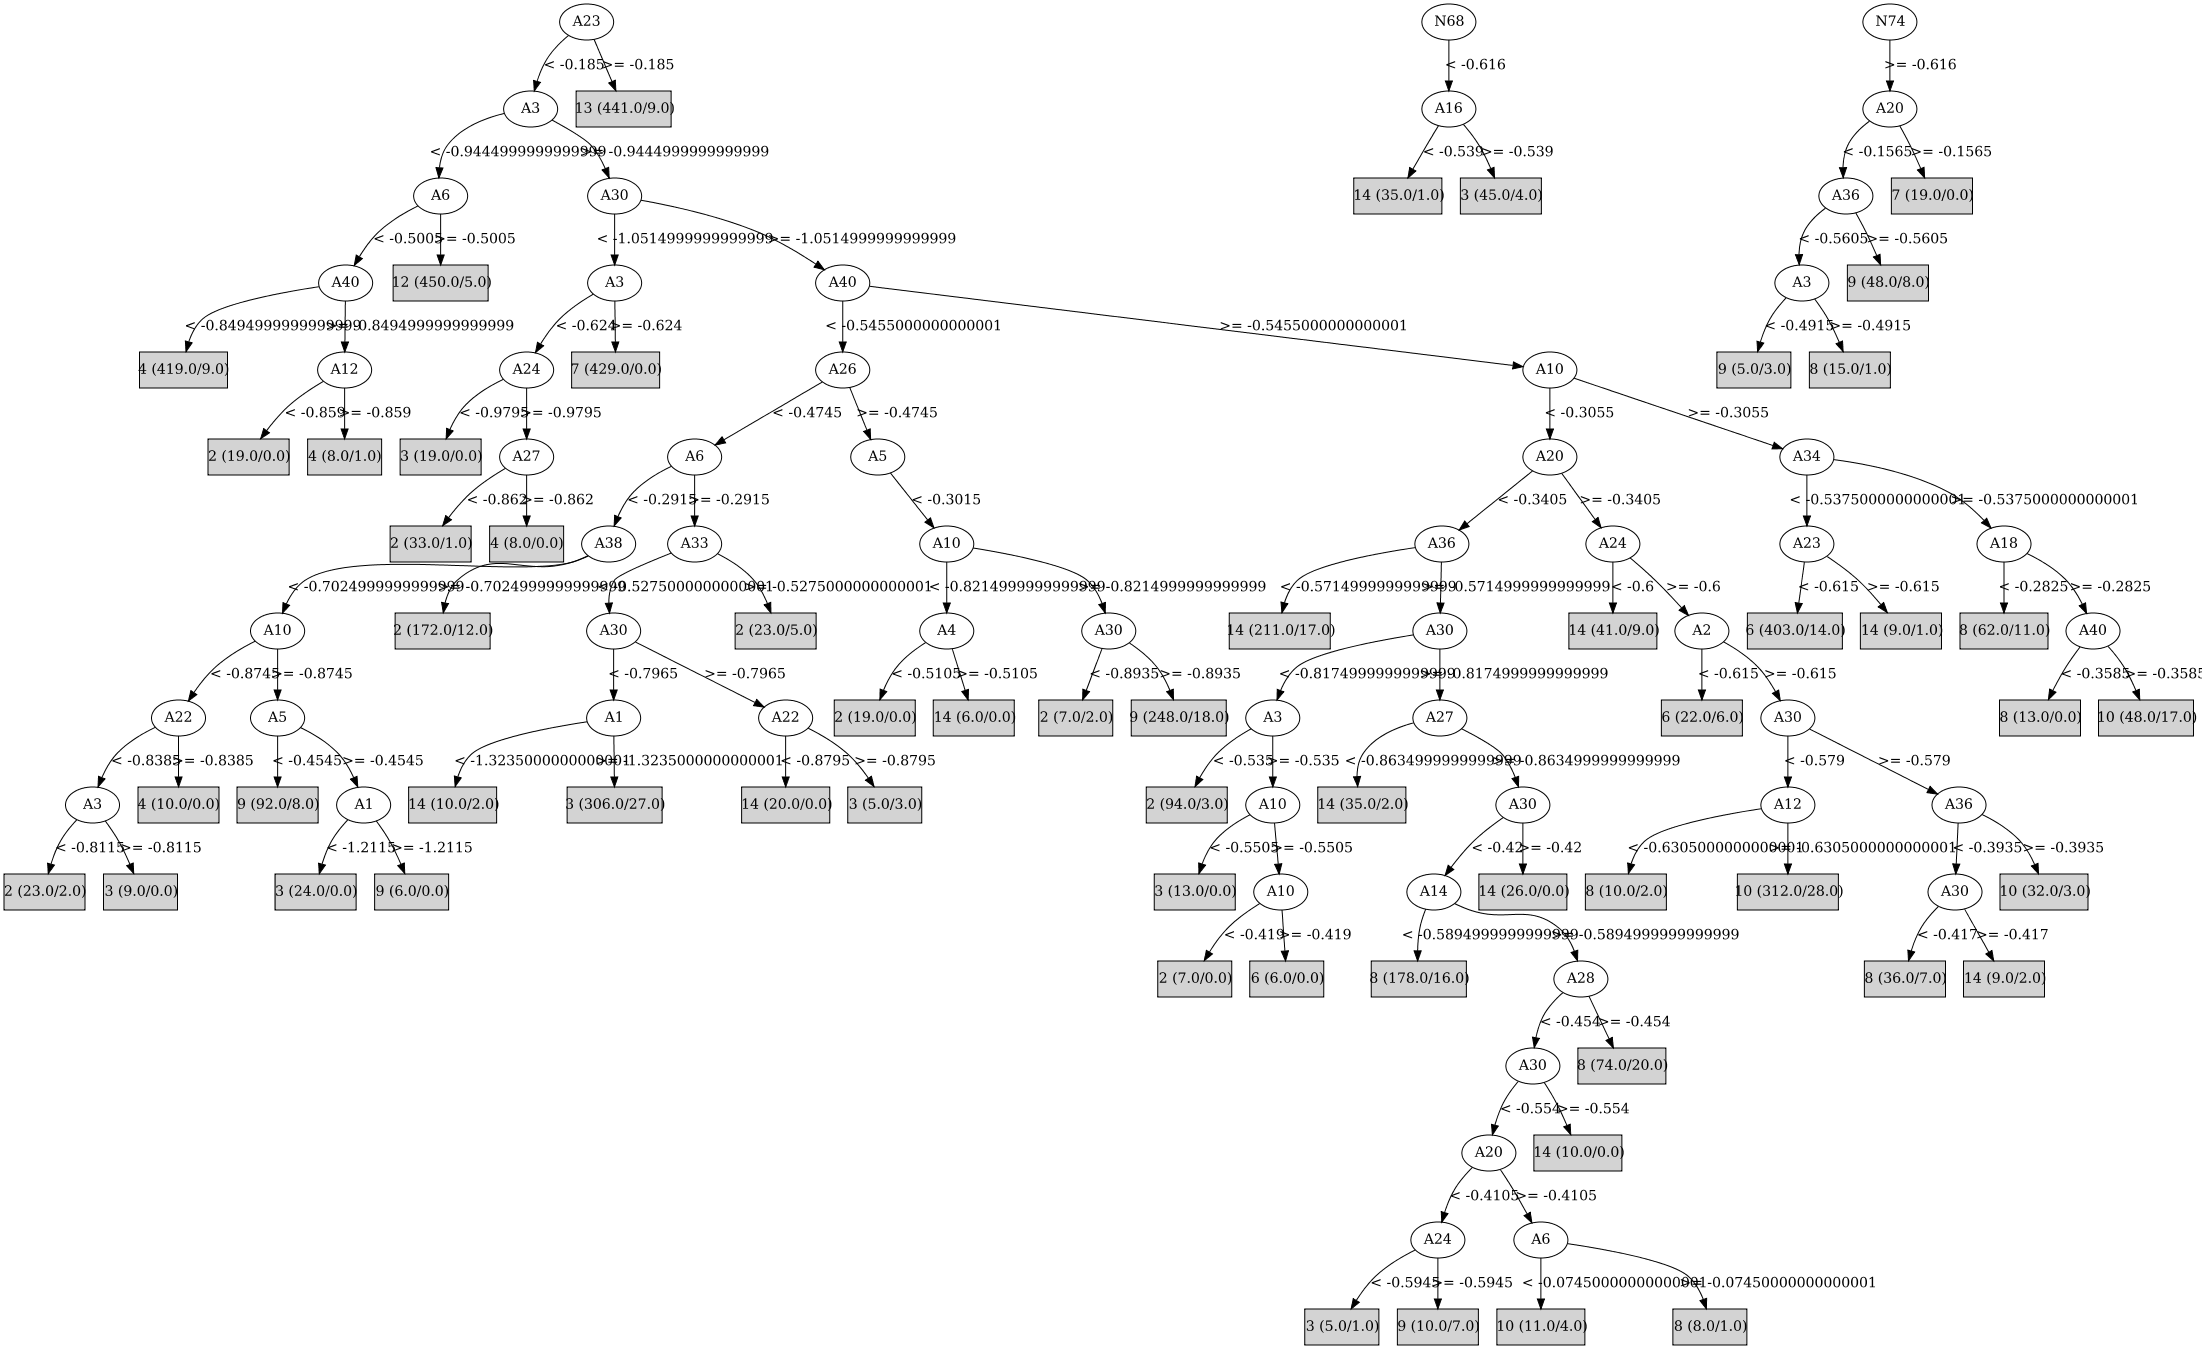 A23
N68
N74
< -0.185
>= -0.185
< -0.616
>= -0.616
A3
13 (441.0/9.0)
A16
A20
< -0.9444999999999999
>= -0.9444999999999999
< -0.539
>= -0.539
< -0.1565
>= -0.1565
A6
A30
14 (35.0/1.0)
3 (45.0/4.0)
A36
7 (19.0/0.0)
< -0.5005
>= -0.5005
< -1.0514999999999999
>= -1.0514999999999999
< -0.5605
>= -0.5605
A40
12 (450.0/5.0)
A3
A40
A3
9 (48.0/8.0)
< -0.8494999999999999
>= -0.8494999999999999
< -0.624
>= -0.624
< -0.5455000000000001
>= -0.5455000000000001
< -0.4915
>= -0.4915
4 (419.0/9.0)
A12
A24
7 (429.0/0.0)
A26
A10
9 (5.0/3.0)
8 (15.0/1.0)
< -0.859
>= -0.859
< -0.9795
>= -0.9795
< -0.4745
>= -0.4745
< -0.3055
>= -0.3055
2 (19.0/0.0)
4 (8.0/1.0)
3 (19.0/0.0)
A27
A6
A5
A20
A34
< -0.862
>= -0.862
< -0.2915
>= -0.2915
< -0.3015
< -0.3405
>= -0.3405
< -0.5375000000000001
>= -0.5375000000000001
2 (33.0/1.0)
4 (8.0/0.0)
A38
A33
A10
A36
A24
A23
A18
< -0.7024999999999999
>= -0.7024999999999999
< -0.5275000000000001
>= -0.5275000000000001
< -0.8214999999999999
>= -0.8214999999999999
< -0.5714999999999999
>= -0.5714999999999999
< -0.6
>= -0.6
< -0.615
>= -0.615
< -0.2825
>= -0.2825
A10
2 (172.0/12.0)
A30
2 (23.0/5.0)
A4
A30
14 (211.0/17.0)
A30
14 (41.0/9.0)
A2
6 (403.0/14.0)
14 (9.0/1.0)
8 (62.0/11.0)
A40
< -0.8745
>= -0.8745
< -0.7965
>= -0.7965
< -0.5105
>= -0.5105
< -0.8935
>= -0.8935
< -0.8174999999999999
>= -0.8174999999999999
< -0.615
>= -0.615
< -0.3585
>= -0.3585
A22
A5
A1
A22
2 (19.0/0.0)
14 (6.0/0.0)
2 (7.0/2.0)
9 (248.0/18.0)
A3
A27
6 (22.0/6.0)
A30
8 (13.0/0.0)
10 (48.0/17.0)
< -0.8385
>= -0.8385
< -0.4545
>= -0.4545
< -1.3235000000000001
>= -1.3235000000000001
< -0.8795
>= -0.8795
< -0.535
>= -0.535
< -0.8634999999999999
>= -0.8634999999999999
< -0.579
>= -0.579
A3
4 (10.0/0.0)
9 (92.0/8.0)
A1
14 (10.0/2.0)
3 (306.0/27.0)
14 (20.0/0.0)
3 (5.0/3.0)
2 (94.0/3.0)
A10
14 (35.0/2.0)
A30
A12
A36
< -0.8115
>= -0.8115
< -1.2115
>= -1.2115
< -0.5505
>= -0.5505
< -0.42
>= -0.42
< -0.6305000000000001
>= -0.6305000000000001
< -0.3935
>= -0.3935
2 (23.0/2.0)
3 (9.0/0.0)
3 (24.0/0.0)
9 (6.0/0.0)
3 (13.0/0.0)
A10
A14
14 (26.0/0.0)
8 (10.0/2.0)
10 (312.0/28.0)
A30
10 (32.0/3.0)
< -0.419
>= -0.419
< -0.5894999999999999
>= -0.5894999999999999
< -0.417
>= -0.417
2 (7.0/0.0)
6 (6.0/0.0)
8 (178.0/16.0)
A28
8 (36.0/7.0)
14 (9.0/2.0)
< -0.454
>= -0.454
A30
8 (74.0/20.0)
< -0.554
>= -0.554
A20
14 (10.0/0.0)
< -0.4105
>= -0.4105
A24
A6
< -0.5945
>= -0.5945
< -0.07450000000000001
>= -0.07450000000000001
3 (5.0/1.0)
9 (10.0/7.0)
10 (11.0/4.0)
8 (8.0/1.0)